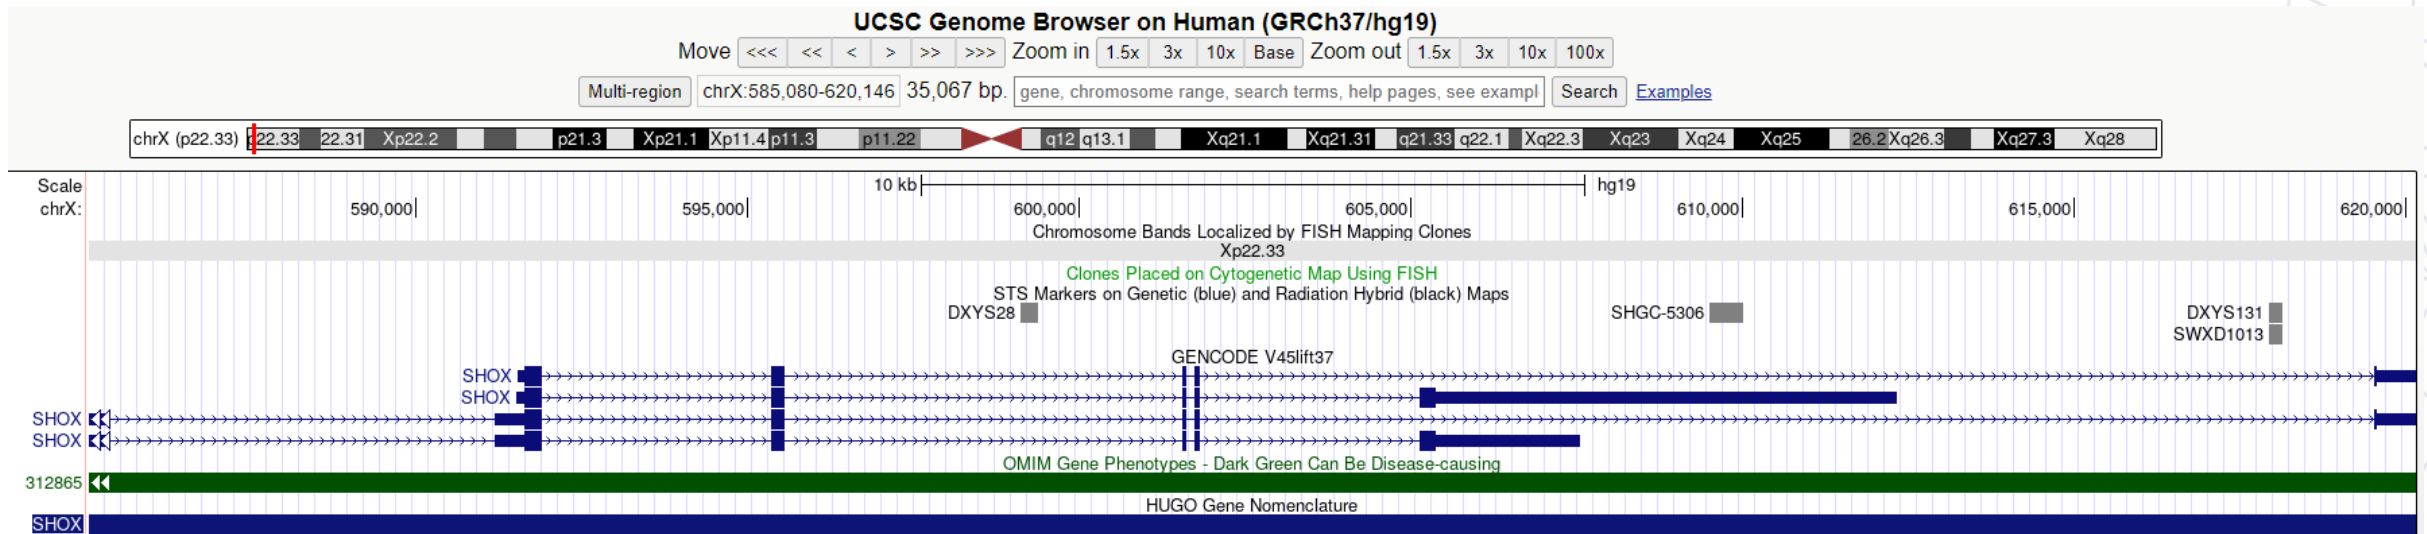 UCSC Genome Browser on Human (GRCh37/hg19)
Move <<< << < > >> >>> Zoom in 1.5x 3x 10x Base Zoom out 1.5x 3x 10x 100x
Multi-region chrX:585,080-620,146 35,067 bp. gene, chromosome range, search terms, help pages, see exampl Search Examples
chrX (p22.33) p22.33 22.31 Xp22.2 p21.3 Xp21.1 Xp11.4 p11.3 p11.22 q12 q13.1 Xq21.1 Xq21.31 q21.33 q22.1 Xq22.3 Xq23 Xq24 Xq25 26.2 Xq26.3 Xq27.3 Xq28
Scale 10 kb hg19
chrX: 590,000 595,000 600,000 605,000 610,000 615,000 620,000
Chromosome Bands Localized by FISH Mapping Clones
Xp22.33
Clones Placed on Cytogenetic Map Using FISH
STS Markers on Genetic (blue) and Radiation Hybrid (black) Maps
DXYS28 SHGC-5306 DXYS131
SWXD1013
GENCODE V45lift37
SHOX
SHOX
SHOX
SHOX
OMIM Gene Phenotypes - Dark Green Can Be Disease-causing
312865
HUGO Gene Nomenclature
SHOX